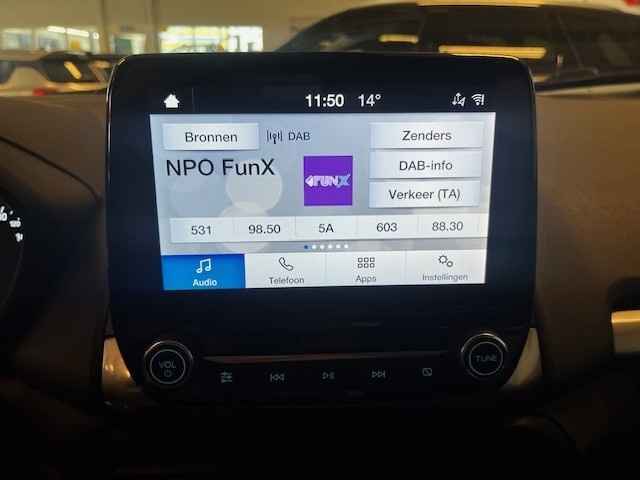 11:50 14°
Bronnen DAB Zenders
NPO FunX FUNX DAB-info
Verkeer (TA)
531 98.50 5A 603 88.30
Audio Telefoon Apps Instellingen
VOL TUNE